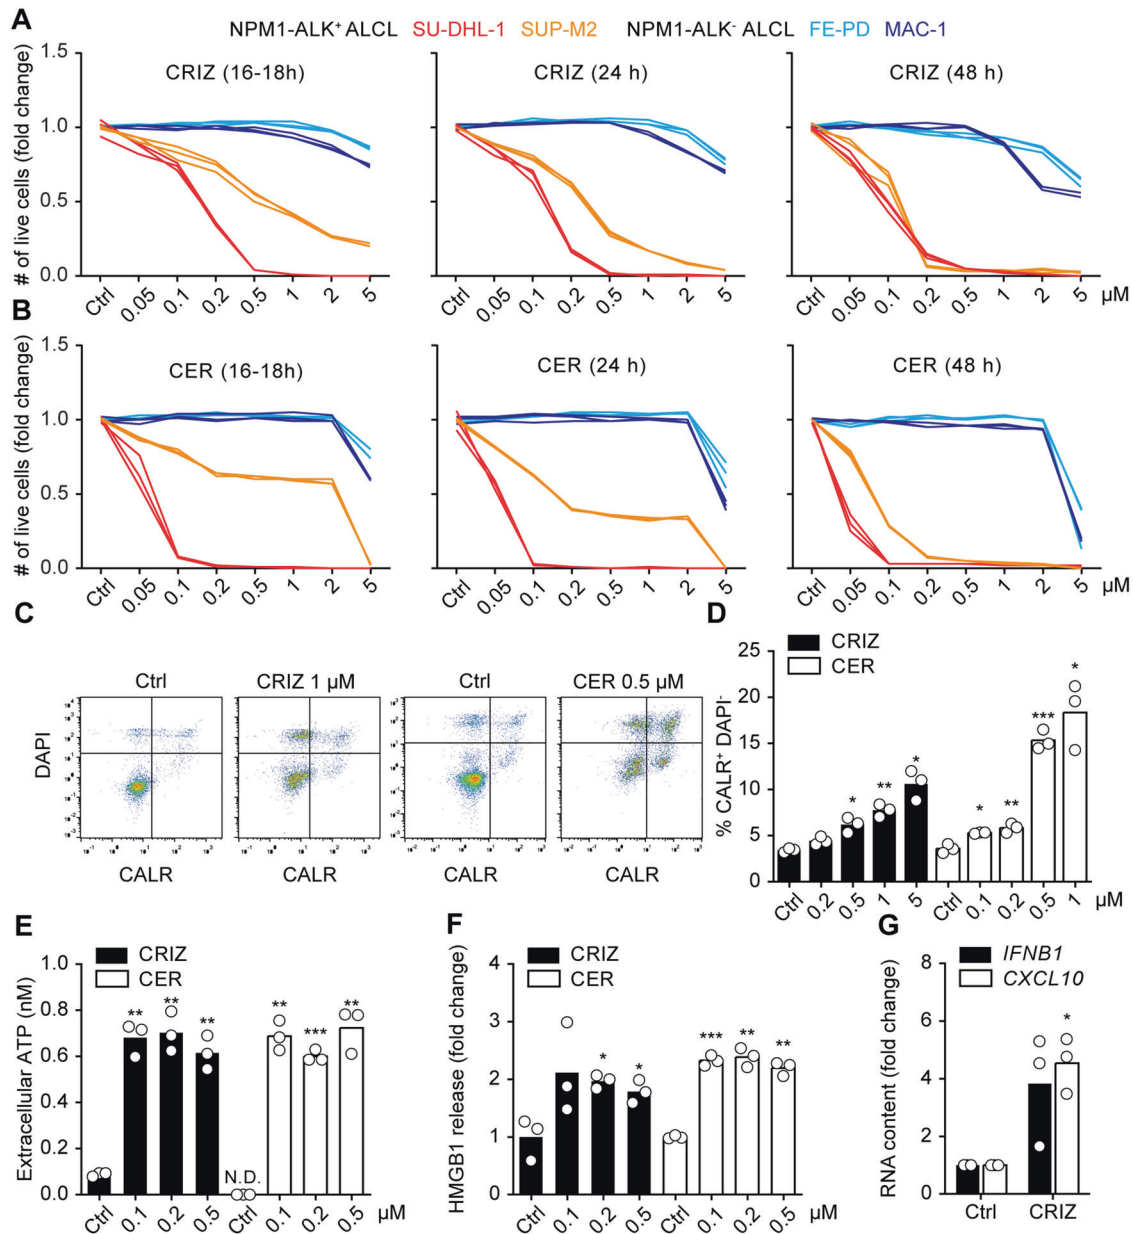 A
NPM1-ALK⁺ ALCL SU-DHL-1 SUP-M2 NPM1-ALK⁻ ALCL FE-PD MAC-1
CRIZ (16-18h)
CRIZ (24 h)
CRIZ (48 h)
# of live cells (fold change)
1.5
1.0
0.5
0.0
Ctrl 0.05 0.1 0.2 0.5 1 2 5
Ctrl 0.05 0.1 0.2 0.5 1 2 5
Ctrl 0.05 0.1 0.2 0.5 1 2 5 µM
B
CER (16-18h)
CER (24 h)
CER (48 h)
# of live cells (fold change)
1.5
1.0
0.5
0.0
Ctrl 0.05 0.1 0.2 0.5 1 2 5
Ctrl 0.05 0.1 0.2 0.5 1 2 5
Ctrl 0.05 0.1 0.2 0.5 1 2 5 µM
C
Ctrl
CRIZ 1 µM
Ctrl
CER 0.5 µM
DAPI
CALR
CALR
CALR
CALR
D
CRIZ
CER
% CALR⁺ DAPI⁻
25
20
15
10
5
0
* ** * * ** *** *
Ctrl 0.2 0.5 1 5 Ctrl 0.1 0.2 0.5 1 µM
E
CRIZ
CER
Extracellular ATP (nM)
1.0
0.8
0.6
0.4
0.2
0.0
** ** ** N.D. ** *** **
Ctrl 0.1 0.2 0.5 Ctrl 0.1 0.2 0.5 µM
F
CRIZ
CER
HMGB1 release (fold change)
4
3
2
1
0
* * *** ** **
Ctrl 0.1 0.2 0.5 Ctrl 0.1 0.2 0.5 µM
G
IFNB1
CXCL10
RNA content (fold change)
8
6
4
2
0
*
Ctrl CRIZ